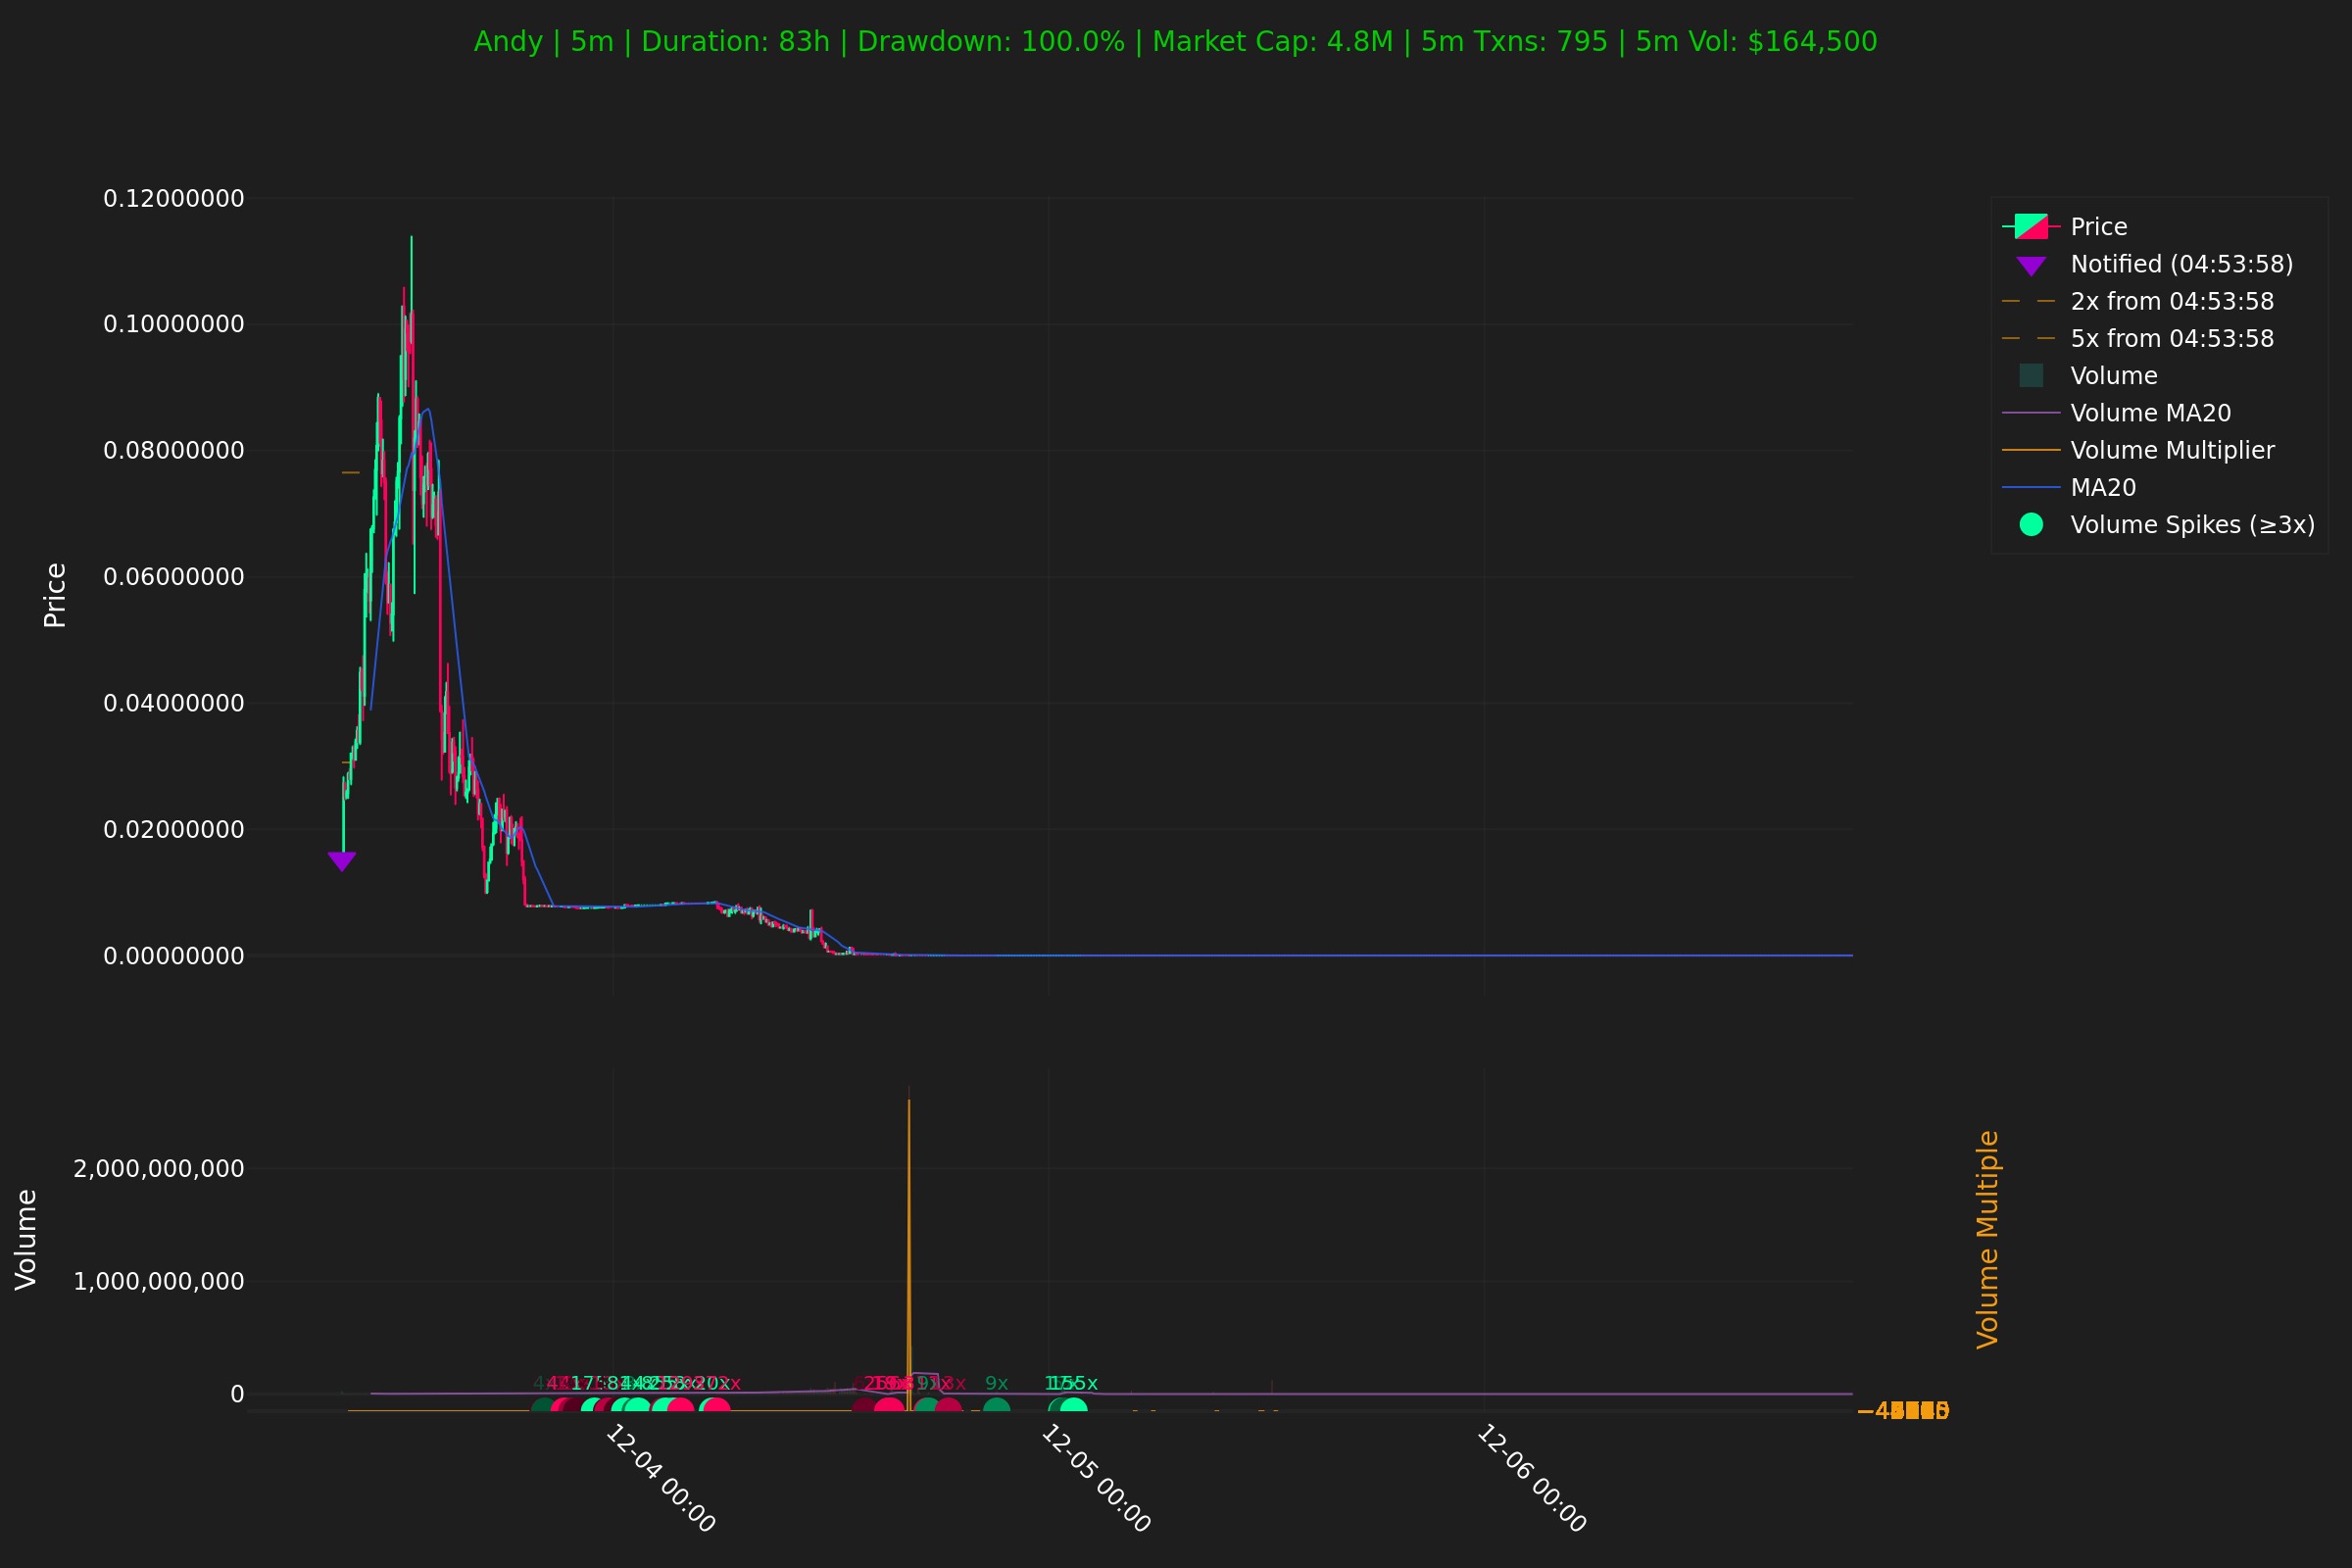 Andy | 5m | Duration: 83h | Drawdown: 100.0% | Market Cap: 4.8M | 5m Txns: 795 | 5m Vol: $164,500
0.12000000
0.10000000
0.08000000
0.06000000
0.04000000
0.02000000
0.00000000
Price
Price
Notified (04:53:58)
2x from 04:53:58
5x from 04:53:58
Volume
Volume MA20
Volume Multiplier
MA20
Volume Spikes (≥3x)
2,000,000,000
1,000,000,000
0
Volume
Volume Multiple
9x
155x
12-04 00:00
12-05 00:00
12-06 00:00